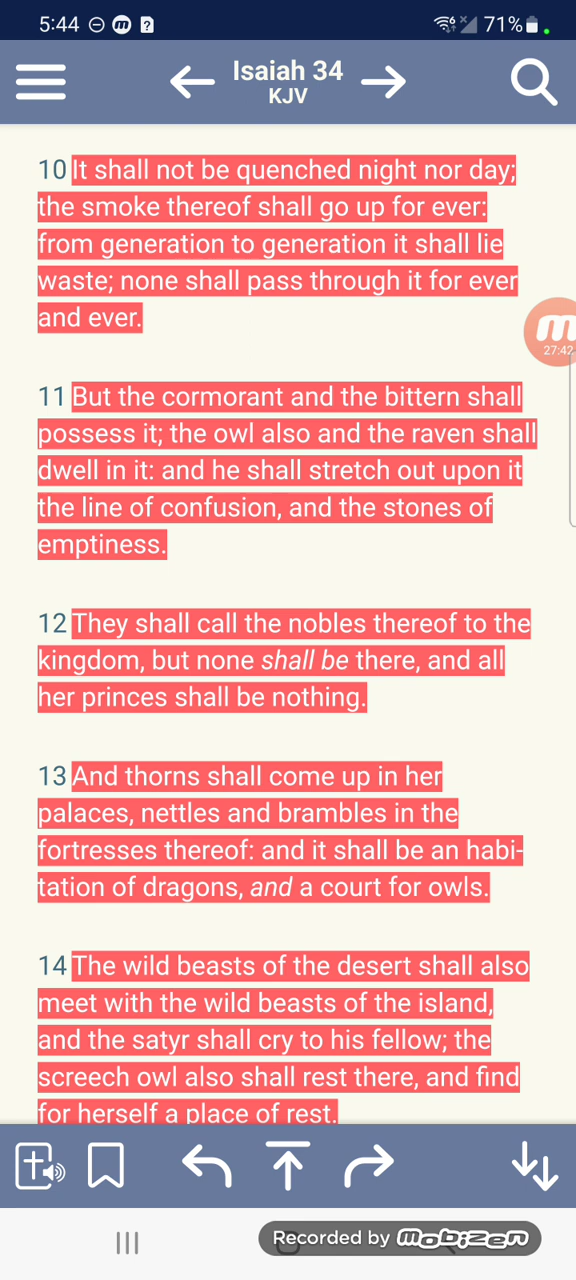 5:44 71%
Isaiah 34
KJV
10 It shall not be quenched night nor day;
the smoke thereof shall go up for ever:
from generation to generation it shall lie
waste; none shall pass through it for ever
and ever.
27:42
11 But the cormorant and the bittern shall
possess it; the owl also and the raven shall
dwell in it: and he shall stretch out upon it
the line of confusion, and the stones of
emptiness.
12 They shall call the nobles thereof to the
kingdom, but none shall be there, and all
her princes shall be nothing.
13 And thorns shall come up in her
palaces, nettles and brambles in the
fortresses thereof: and it shall be an habi-
tation of dragons, and a court for owls.
14 The wild beasts of the desert shall also
meet with the wild beasts of the island,
and the satyr shall cry to his fellow; the
screech owl also shall rest there, and find
for herself a place of rest.
Recorded by Mobizen